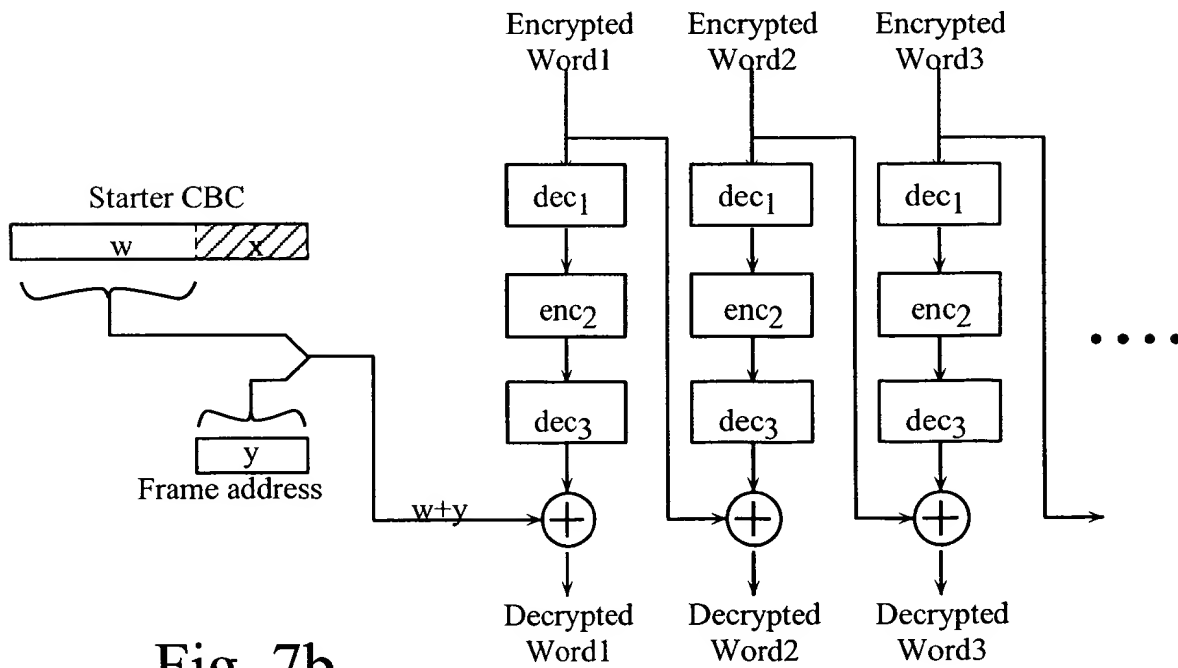 Encrypted
Word1
Encrypted
Word2
Encrypted
Word3
Starter CBC
w
x
dec1
dec1
dec1
enc2
enc2
enc2
dec3
dec3
dec3
y
Frame address
w+y
Decrypted
Word1
Decrypted
Word2
Decrypted
Word3
Fig. 7b